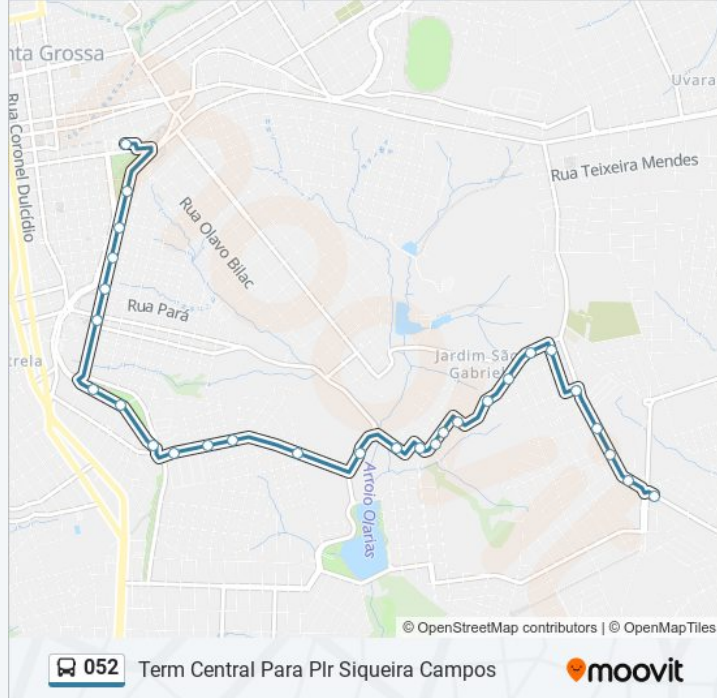 nta Grossa
Uvara
Rua Coronel Dulcídio
Rua Teixeira Mendes
Rua Olavo Bilac
Rua Pará
trela
Jardim São
Gabriel
Arroio Olarias
© OpenStreetMap contributors | © OpenMapTiles
052 Term Central Para Plr Siqueira Campos
moovit